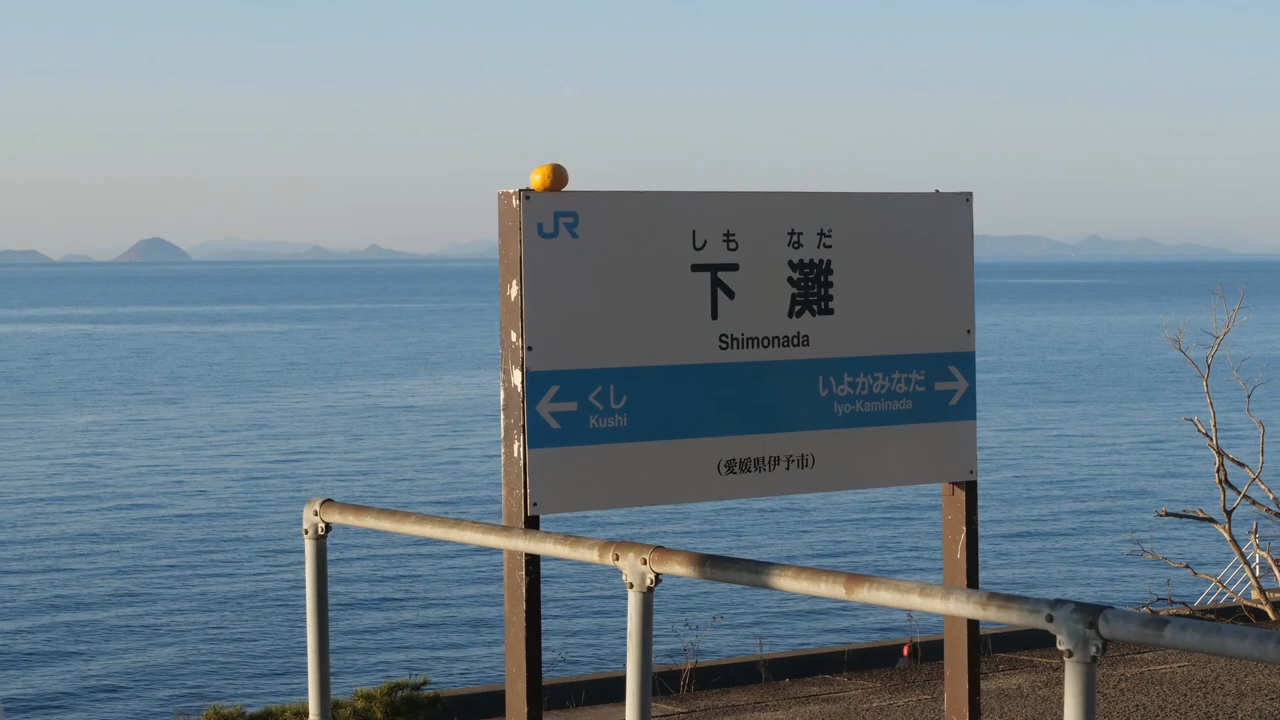 JR
しも なだ
下 灘
Shimonada
← くし いよかみなだ →
Kushi Iyo-Kaminada
(愛媛県伊予市)